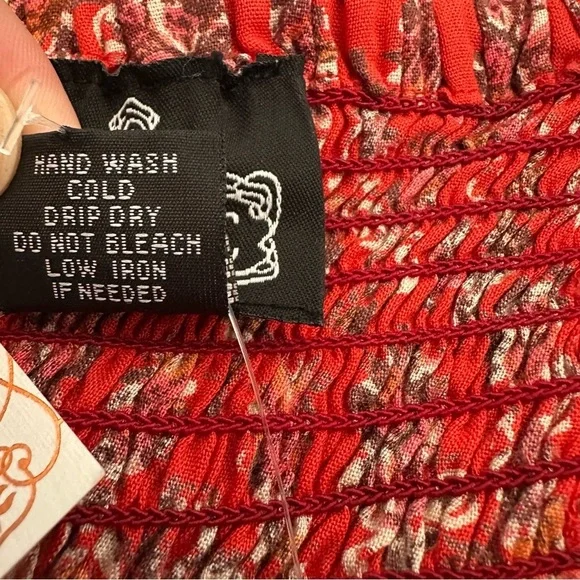 HAND WASH
COLD
DRIP DRY
DO NOT BLEACH
LOW IRON
IF NEEDED